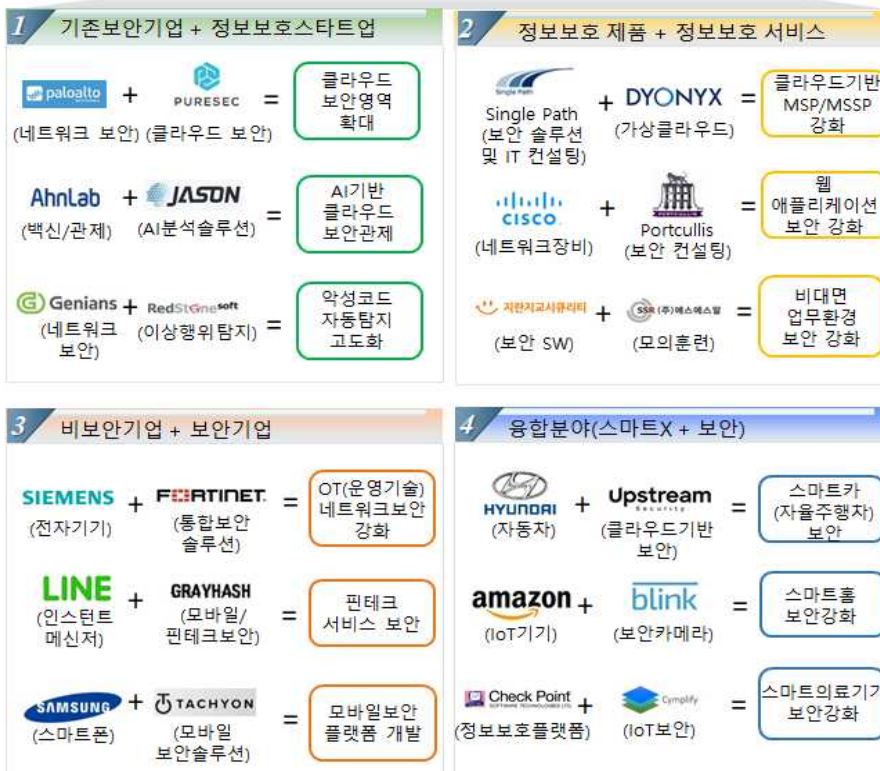 1 기존보안기업 + 정보보호스타트업
paloalto + PURESEC =
(네트워크 보안) (클라우드 보안)
클라우드
보안영역
확대
AhnLab + JASON =
(백신/관제) (AI분석솔루션)
AI기반
클라우드
보안관제
Genians + RedStonesoft =
(네트워크
보안)
(이상행위탐지)
악성코드
자동탐지
고도화
2 정보보호 제품 + 정보보호 서비스
Single Path
Single Path + DYONYX =
(보안 솔루션
및 IT 컨설팅)
(가상클라우드)
클라우드기반
MSP/MSSP
강화
CISCO + PORTCULLIS =
(네트워크장비)
Portcullis
(보안 컨설팅)
웹
애플리케이션
보안 강화
지란지교시큐리티 + SSR (주)에스에스알 =
(보안 SW) (모의훈련)
비대면
업무환경
보안 강화
3 비보안기업 + 보안기업
SIEMENS + FORTINET =
(전자기기)
(통합보안
솔루션)
OT(운영기술)
네트워크보안
강화
LINE + GRAYHASH =
(인스턴트
메신저)
(모바일/
핀테크보안)
핀테크
서비스 보안
SAMSUNG + TACHYON =
(스마트폰)
(모바일
보안솔루션)
모바일보안
플랫폼 개발
4 융합분야(스마트X + 보안)
HYUNDAI + Upstream Security =
(자동차)
(클라우드기반
보안)
스마트카
(자율주행차)
보안
amazon + blink =
(IoT기기) (보안카메라)
스마트홈
보안강화
Check Point SOFTWARE TECHNOLOGIES LTD. + Cymplify =
(정보보호플랫폼) (IoT보안)
스마트의료기기
보안강화